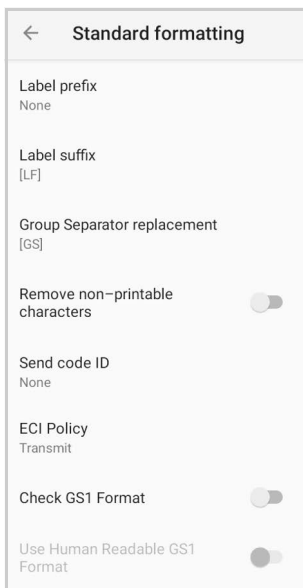 Standard formatting
Label prefix
None
Label suffix
[LF]
Group Separator replacement
[GS]
Remove non-printable
characters
Send code ID
None
ECI Policy
Transmit
Check GS1 Format
Use Human Readable GS1
Format